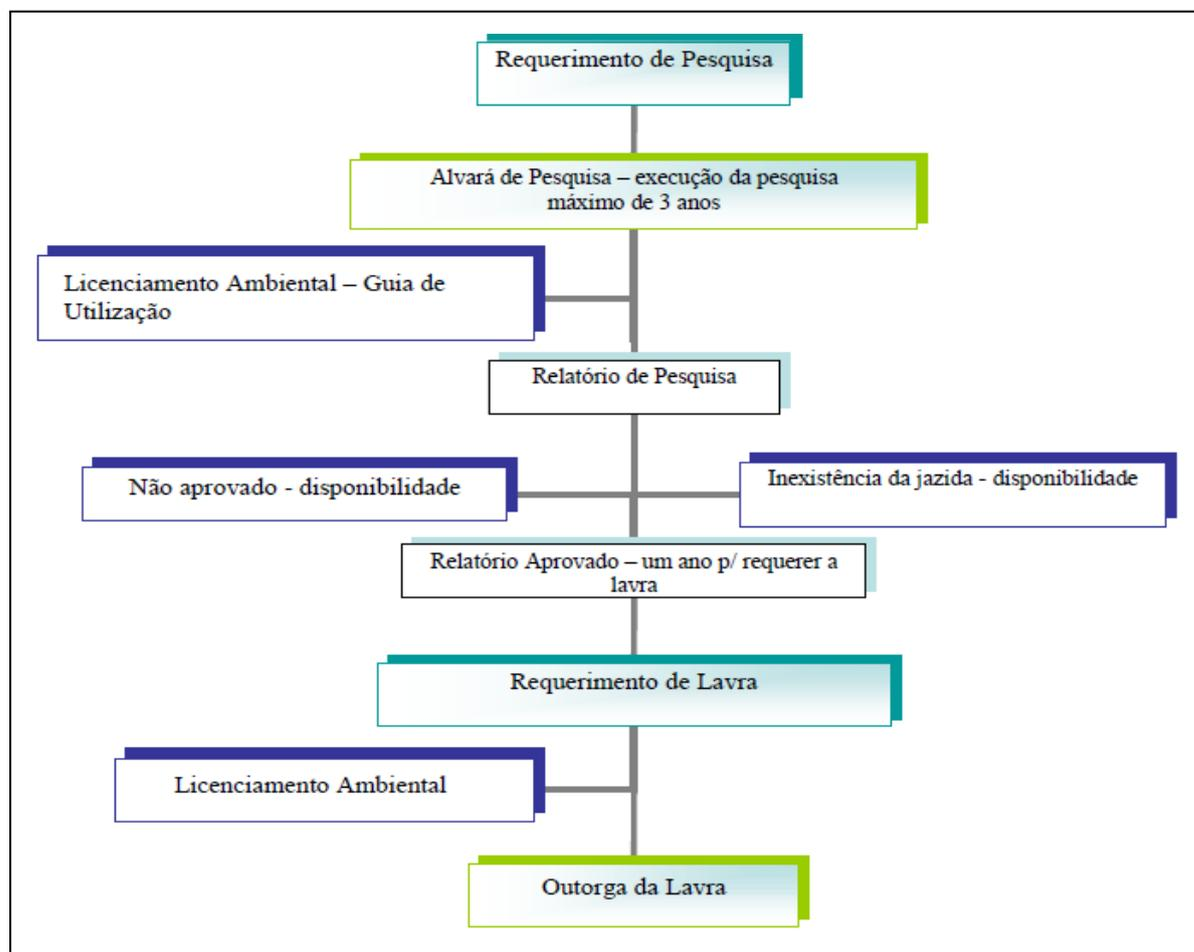 Requerimento de Pesquisa
Alvará de Pesquisa – execução da pesquisa
máximo de 3 anos
Licenciamento Ambiental – Guia de
Utilização
Relatório de Pesquisa
Não aprovado - disponibilidade
Inexistência da jazida - disponibilidade
Relatório Aprovado – um ano p/ requerer a
lavra
Requerimento de Lavra
Licenciamento Ambiental
Outorga da Lavra